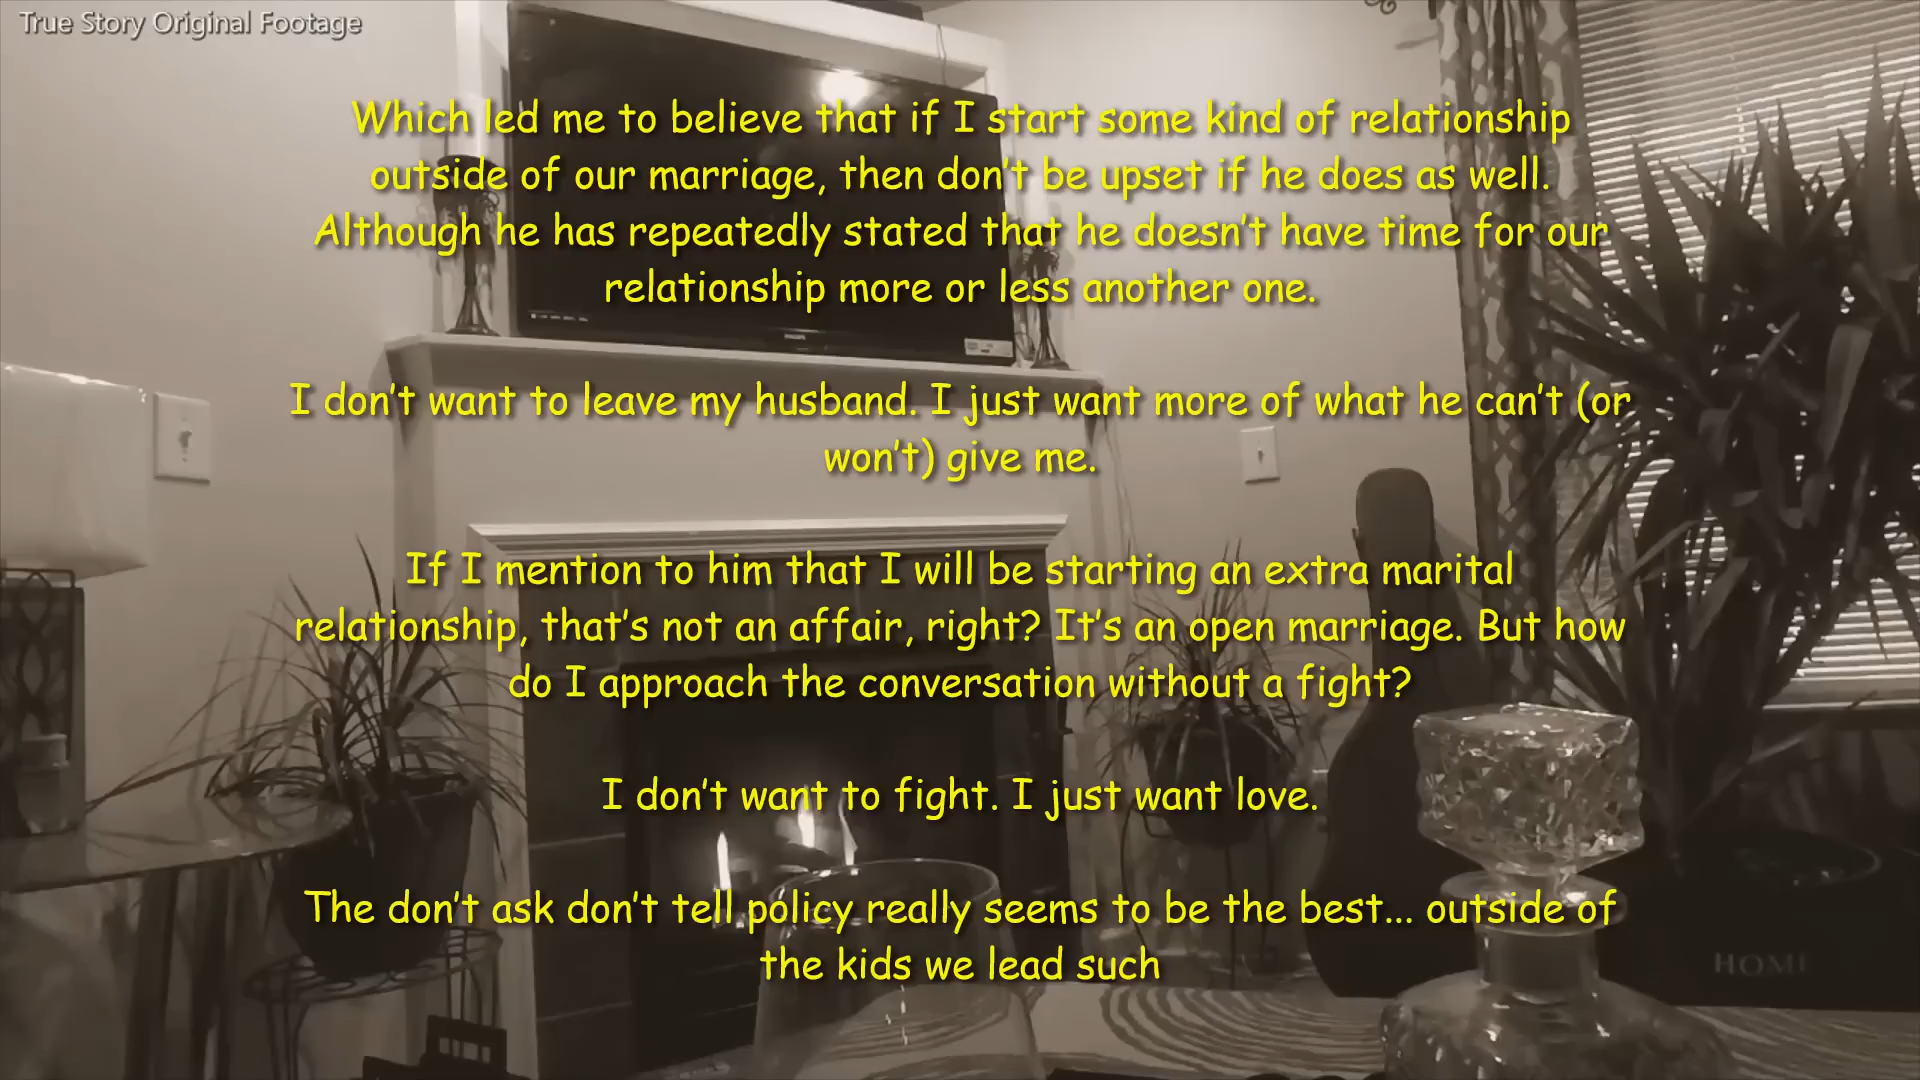 True Story Original Footage
Which led me to believe that if I start some kind of relationship
outside of our marriage, then don't be upset if he does as well.
Although he has repeatedly stated that he doesn't have time for our
relationship more or less another one.
I don't want to leave my husband. I just want more of what he can't (or
won't) give me.
If I mention to him that I will be starting an extra marital
relationship, that's not an affair, right? It's an open marriage. But how
do I approach the conversation without a fight?
I don't want to fight. I just want love.
The don't ask don't tell policy really seems to be the best... outside of
the kids we lead such
HOME